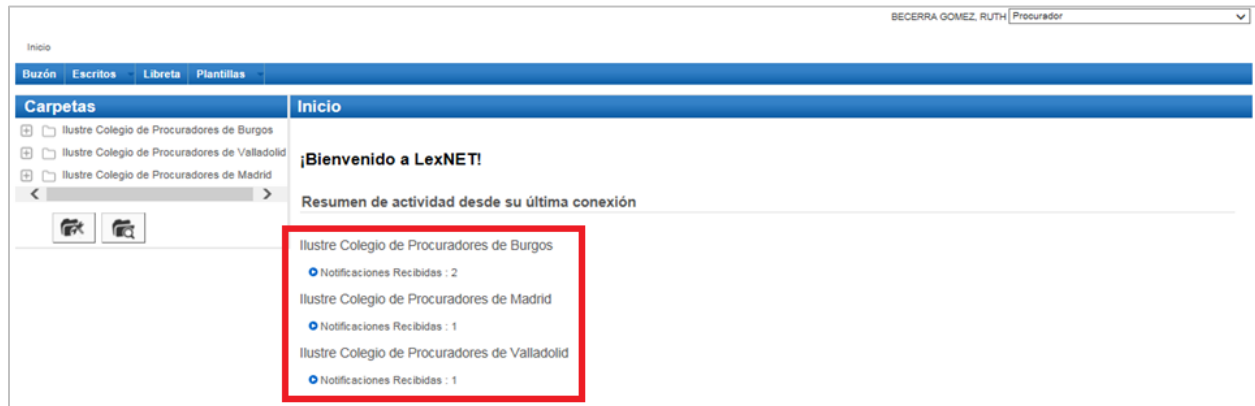 BECERRA GOMEZ, RUTH Procurador
Inicio
Buzón Escritos Libreta Plantillas
Carpetas
Ilustre Colegio de Procuradores de Burgos
Ilustre Colegio de Procuradores de Valladolid
Ilustre Colegio de Procuradores de Madrid
Inicio
¡Bienvenido a LexNET!
Resumen de actividad desde su última conexión
Ilustre Colegio de Procuradores de Burgos
Notificaciones Recibidas : 2
Ilustre Colegio de Procuradores de Madrid
Notificaciones Recibidas : 1
Ilustre Colegio de Procuradores de Valladolid
Notificaciones Recibidas : 1